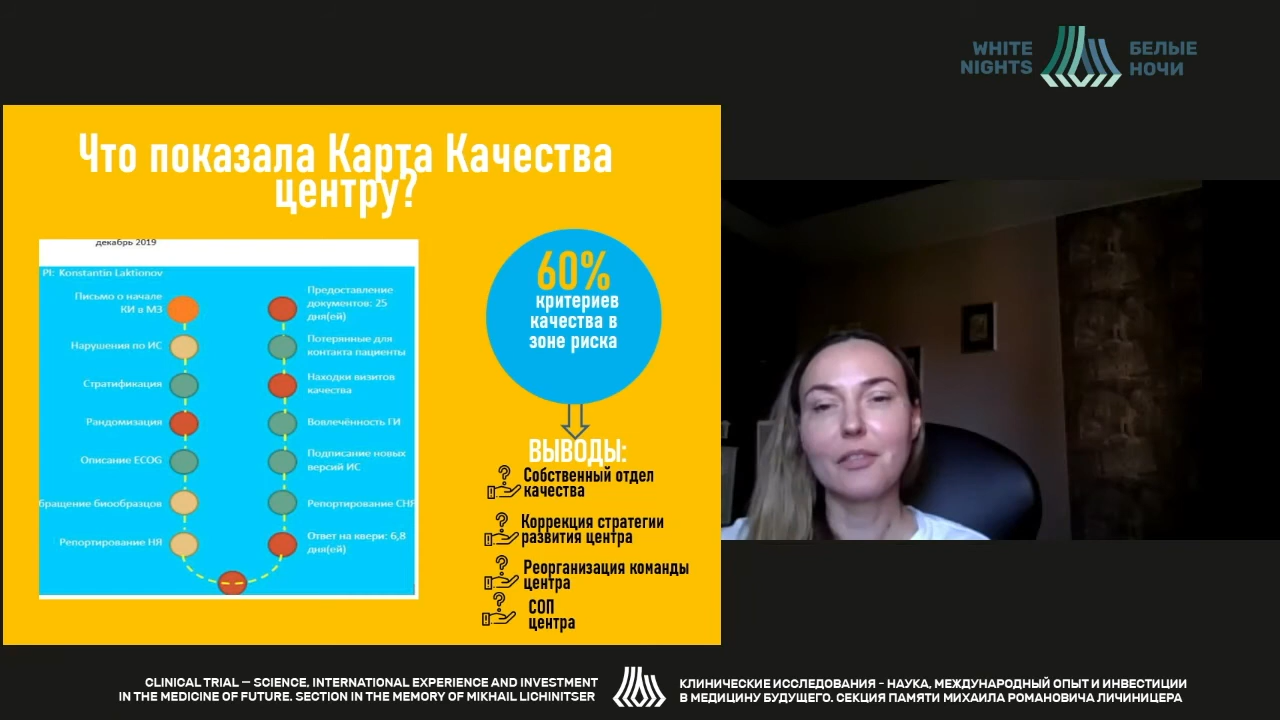 WHITE
NIGHTS
БЕЛЫЕ
НОЧИ
Что показала Карта Качества
центру?
декабрь 2019
PI: Konstantin Laktionov
Письмо о начале
КИ в МЗ
Нарушения по ИС
Стратификация
Рандомизация
Описание ECOG
бращение биообразцов
Репортирование НЯ
Предоставление
документов: 25
дня(ей)
Потерянные для
контакта пациенты
Находки визитов
качества
Вовлечённость ГИ
Подписание новых
версий ИС
Репортирование СНЯ
Ответ на квери: 6,8
дня(ей)
60%
критериев
качества в
зоне риска
ВЫВОДЫ:
Собственный отдел
качества
Коррекция стратегии
развития центра
Реорганизация команды
центра
СОП
центра
CLINICAL TRIAL — SCIENCE, INTERNATIONAL EXPERIENCE AND INVESTMENT
IN THE MEDICINE OF FUTURE. SECTION IN THE MEMORY OF MIKHAIL LICHINITSER
КЛИНИЧЕСКИЕ ИССЛЕДОВАНИЯ - НАУКА, МЕЖДУНАРОДНЫЙ ОПЫТ И ИНВЕСТИЦИИ
В МЕДИЦИНУ БУДУЩЕГО. СЕКЦИЯ ПАМЯТИ МИХАИЛА РОМАНОВИЧА ЛИЧИНИЦЕРА